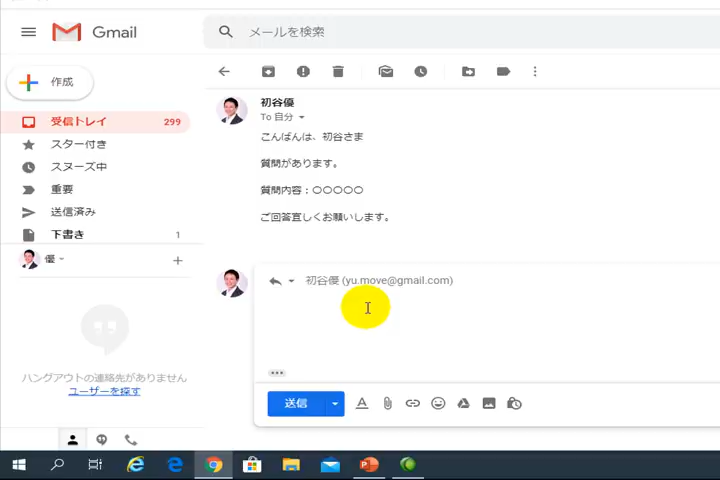 Gmail
メールを検索
作成
受信トレイ 299
スター付き
スヌーズ中
重要
送信済み
下書き 1
優
ハングアウトの連絡先がありません
ユーザーを探す
初谷優
To 自分
こんばんは、初谷さま
質問があります。
質問内容：〇〇〇〇〇
ご回答宜しくお願いします。
初谷優 (yu.move@gmail.com)
送信